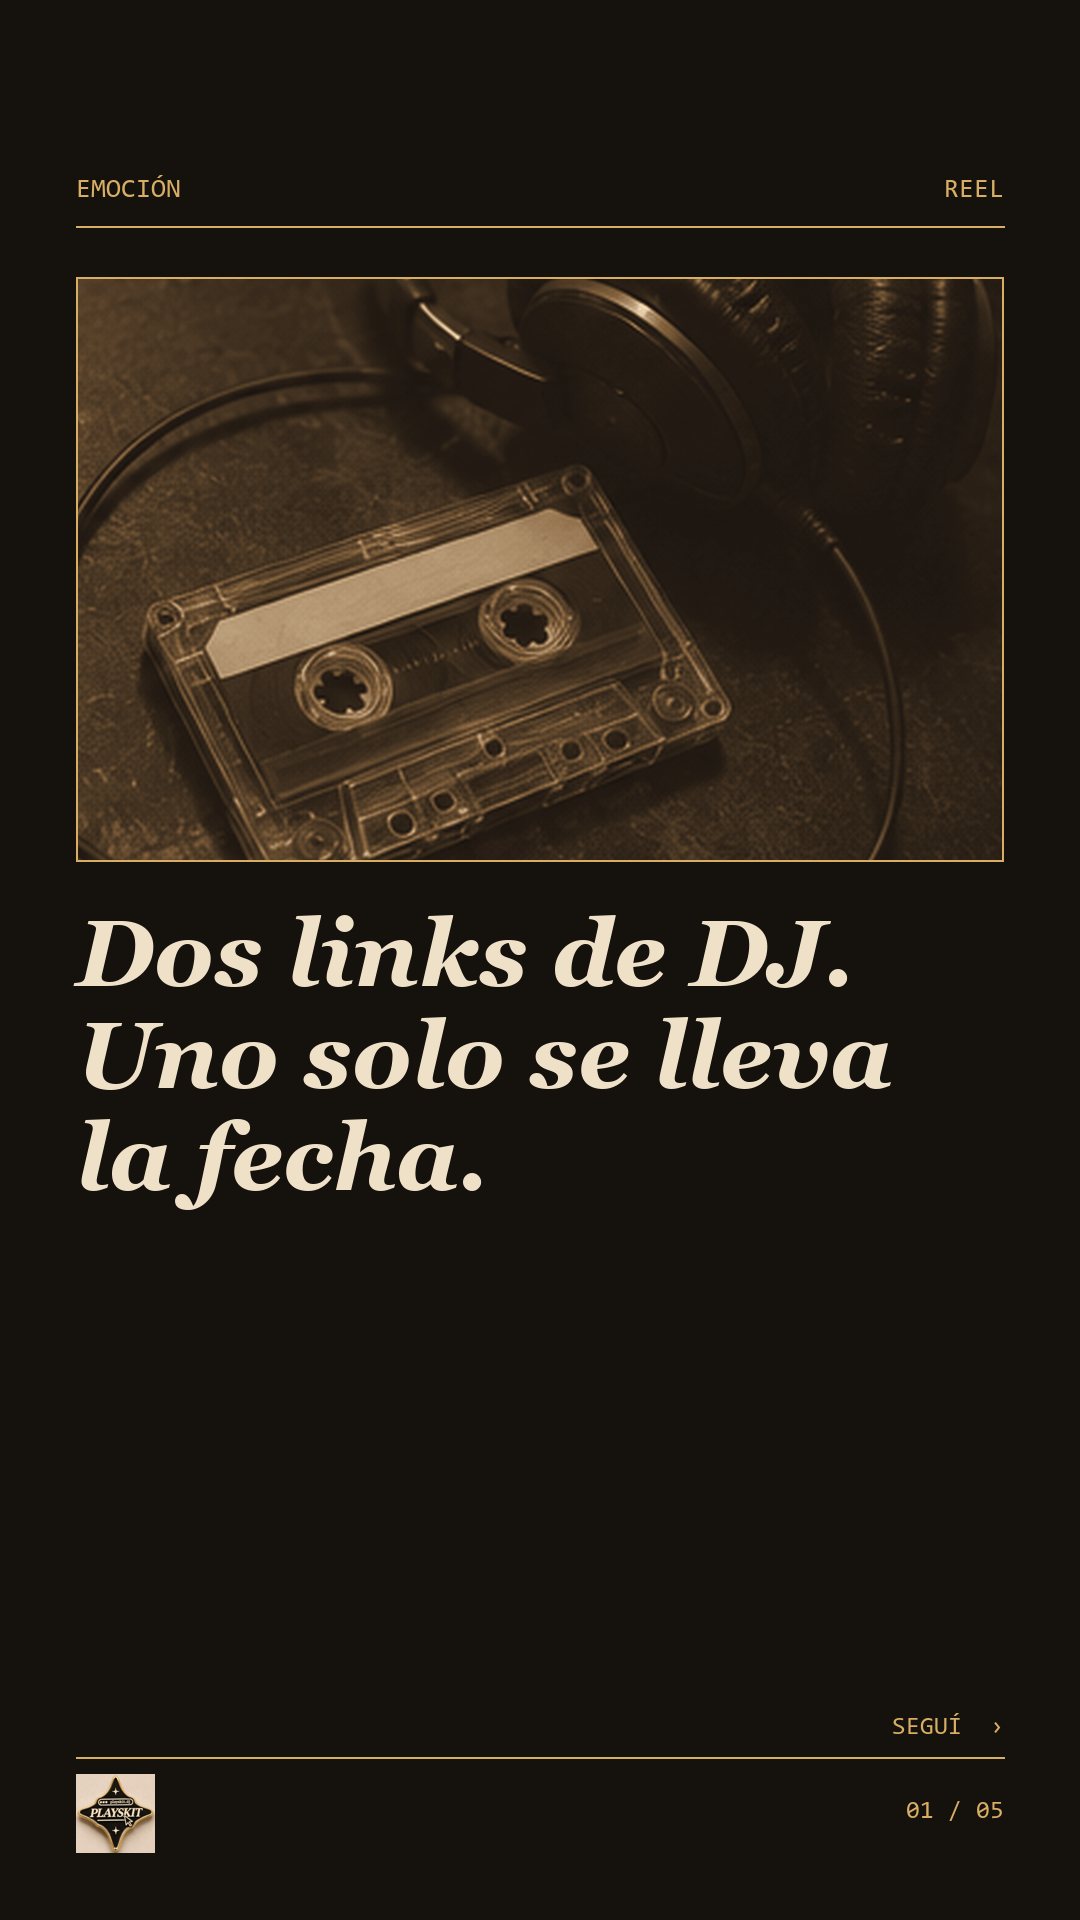 EMOCIÓN
REEL
Dos links de DJ.
Uno solo se lleva
la fecha.
SEGUÍ ›
PLAYSKIT
01 / 05